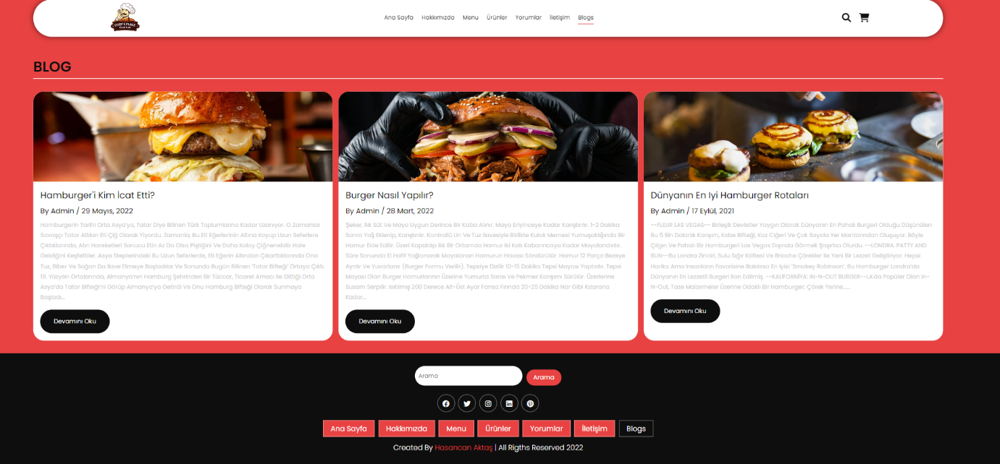 CHEF'S PLACE
Ana Sayfa Hakkımızda Menu Ürünler Yorumlar İletişim Blogs
BLOG
Hamburger'i Kim İcat Etti?
By Admin / 29 Mayıs, 2022
Hamburgerin Tarihi Orta Asya'ya, Tatar Diye Bilinen Türk Toplumlarına Kadar Uzanıyor. O Zamanlar
Savaşçı Tatar Atlıları Eti Çiğ Olarak Yiyordu. Zamanla, Bu Eti Eğerlerinin Altına Koyup Uzun Seferlere
Çıktıklarında, Atın Hareketleri Sonucu Etin Az Da Olsa Piştiğini Ve Daha Kolay Çiğnenebilir Hale
Geldiğini Keşfettiler. Asya Steplerindeki Bu Uzun Seferlerde, Eti Eğerin Altından Çıkarttıklarında Ona
Tuz, Biber Ve Soğan Da Ilave Etmeye Başladılar Ve Sonunda Bugün Bilinen 'Tatar Bifteği' Ortaya Çıktı.
19. Yüzyılın Ortalarında, Almanya'nın Hamburg Şehrinden Bir Tüccar, Ticaret Amacı Ile Gittiği Orta
Asya'da Tatar Bifteği'ni Görüp Almanya'ya Getirdi Ve Onu Hamburg Bifteği Olarak Sunmaya
Başladı...
Devamını Oku
Burger Nasıl Yapılır?
By Admin / 28 Mart, 2022
Şeker, Ilık Süt Ve Maya Uygun Derince Bir Kaba Alınır. Maya Eriyinceye Kadar Karıştırılır. 1-2 Dakika
Sonra Yağ Eklenip, Karıştırılır. Kontrollü Un Ve Tuz Ilavesiyle Birlikte Kulak Memesi Yumuşaklığında Bir
Hamur Elde Edilir. Üzeri Kapatılıp Ilık Bir Ortamda Hamur Iki Katı Kabarıncaya Kadar Mayalandırılır.
Süre Sonunda El Hafif Yağlanarak Mayalanan Hamurun Havası Söndürülür. Hamur 12 Parça Bezeye
Ayrılır Ve Yuvarlanır (Burger Formu Verilir). Tepsiye Dizilir 10-15 Dakika Tepsi Mayası Yaptırılır. Tepsi
Mayası Olan Burger Hamurlarının Üzerine Yumurta Sarısı Ve Pekmez Karışımı Sürülür. Üzerlerine
Susam Serpilir. Isıtılmış 200 Derece Alt-Üst Ayar Fansız Fırında 20-25 Dakika Nar Gibi Kızarana
Kadar...
Devamını Oku
Dünyanın En Iyi Hamburger Rotaları
By Admin / 17 Eylül, 2021
--FLEUR LAS VEGAS-- Birleşik Devletler Yaygın Olarak Dünyanın En Pahalı Burgeri Olduğu Düşünülen
Bu 5 Bin Dolarlık Karışım, Kobe Bifteği, Kaz Ciğeri Ve Çok Sayıda Yer Mantarından Oluşuyor. Böyle
Çılgın Ve Pahalı Bir Hamburgeri Las Vegas Dışında Görmek Şaşırtıcı Olurdu. --LONDRA: PATTY AND
BUN--Bu Londra Zinciri, Sulu Sığır Köftesi Ve Brioche Çörekler Ile Yeni Bir Lezzet Geliştiriyor. Hepsi
Harika Ama Insanların Favorisine Bakılırsa En Iyisi 'Smokey Robinson'. Bu Hamburger Londra'da
Dünyanın En Lezzetli Burgeri Ilan Edilmiş. --KALİFORNİYA: IN-N-OUT BURGER--LA'da Popüler Olan In-
N-Out, Taze Malzemeler Üzerine Odaklı Bir Hamburger; Çörek Yerine......
Devamını Oku
Arama Arama
Ana Sayfa Hakkımızda Menu Ürünler Yorumlar İletişim Blogs
Created By Hasancan Aktaş | All Rigths Reserved 2022